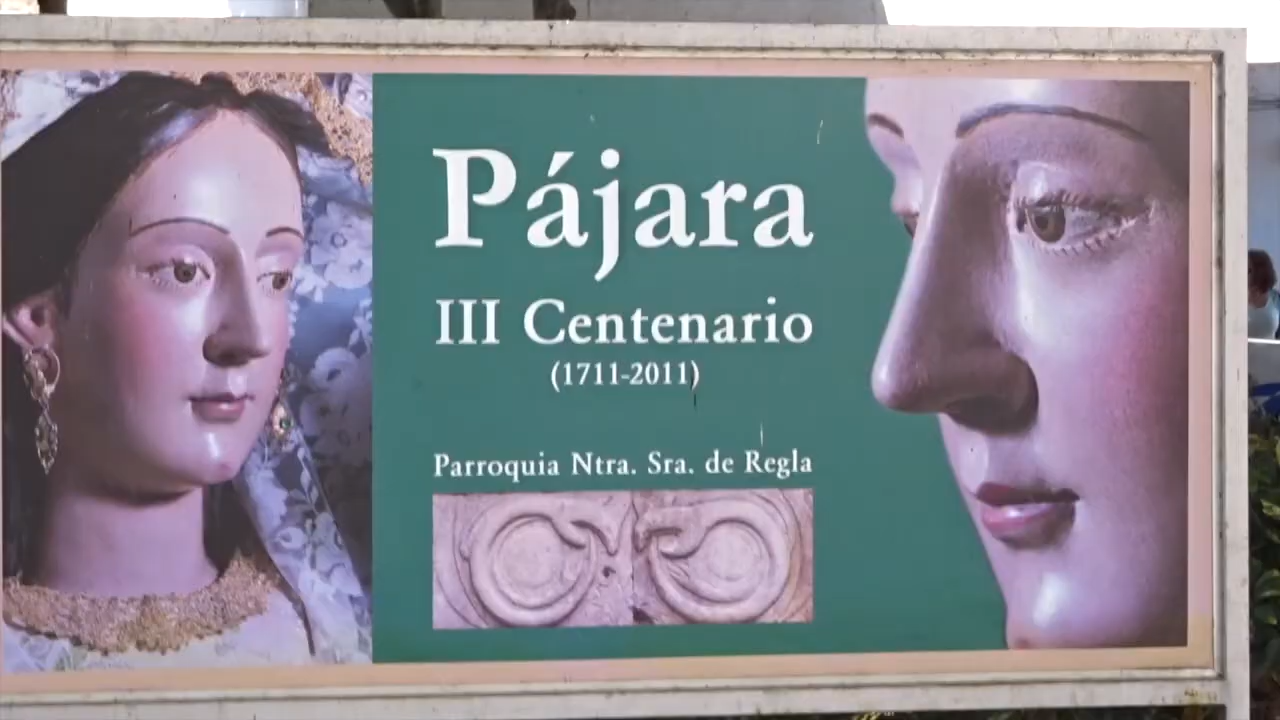 Pájara
III Centenario
(1711-2011)
Parroquia Ntra. Sra. de Regla